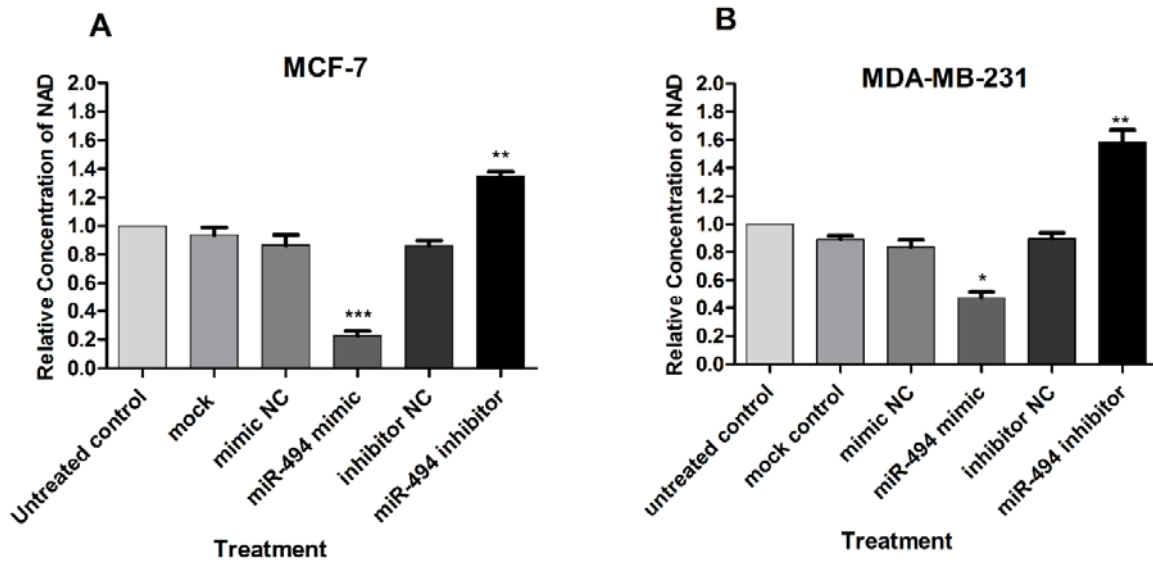 A
MCF-7
Relative Concentration of NAD
2.0
1.8
1.6
1.4
1.2
1.0
0.8
0.6
0.4
0.2
0.0
***
**
Untreated control
mock
mimic NC
miR-494 mimic
inhibitor NC
miR-494 inhibitor
Treatment
B
MDA-MB-231
Relative Concentration of NAD
2.0
1.8
1.6
1.4
1.2
1.0
0.8
0.6
0.4
0.2
0.0
*
**
untreated control
mock control
mimic NC
miR-494 mimic
inhibitor NC
miR-494 inhibitor
Treatment